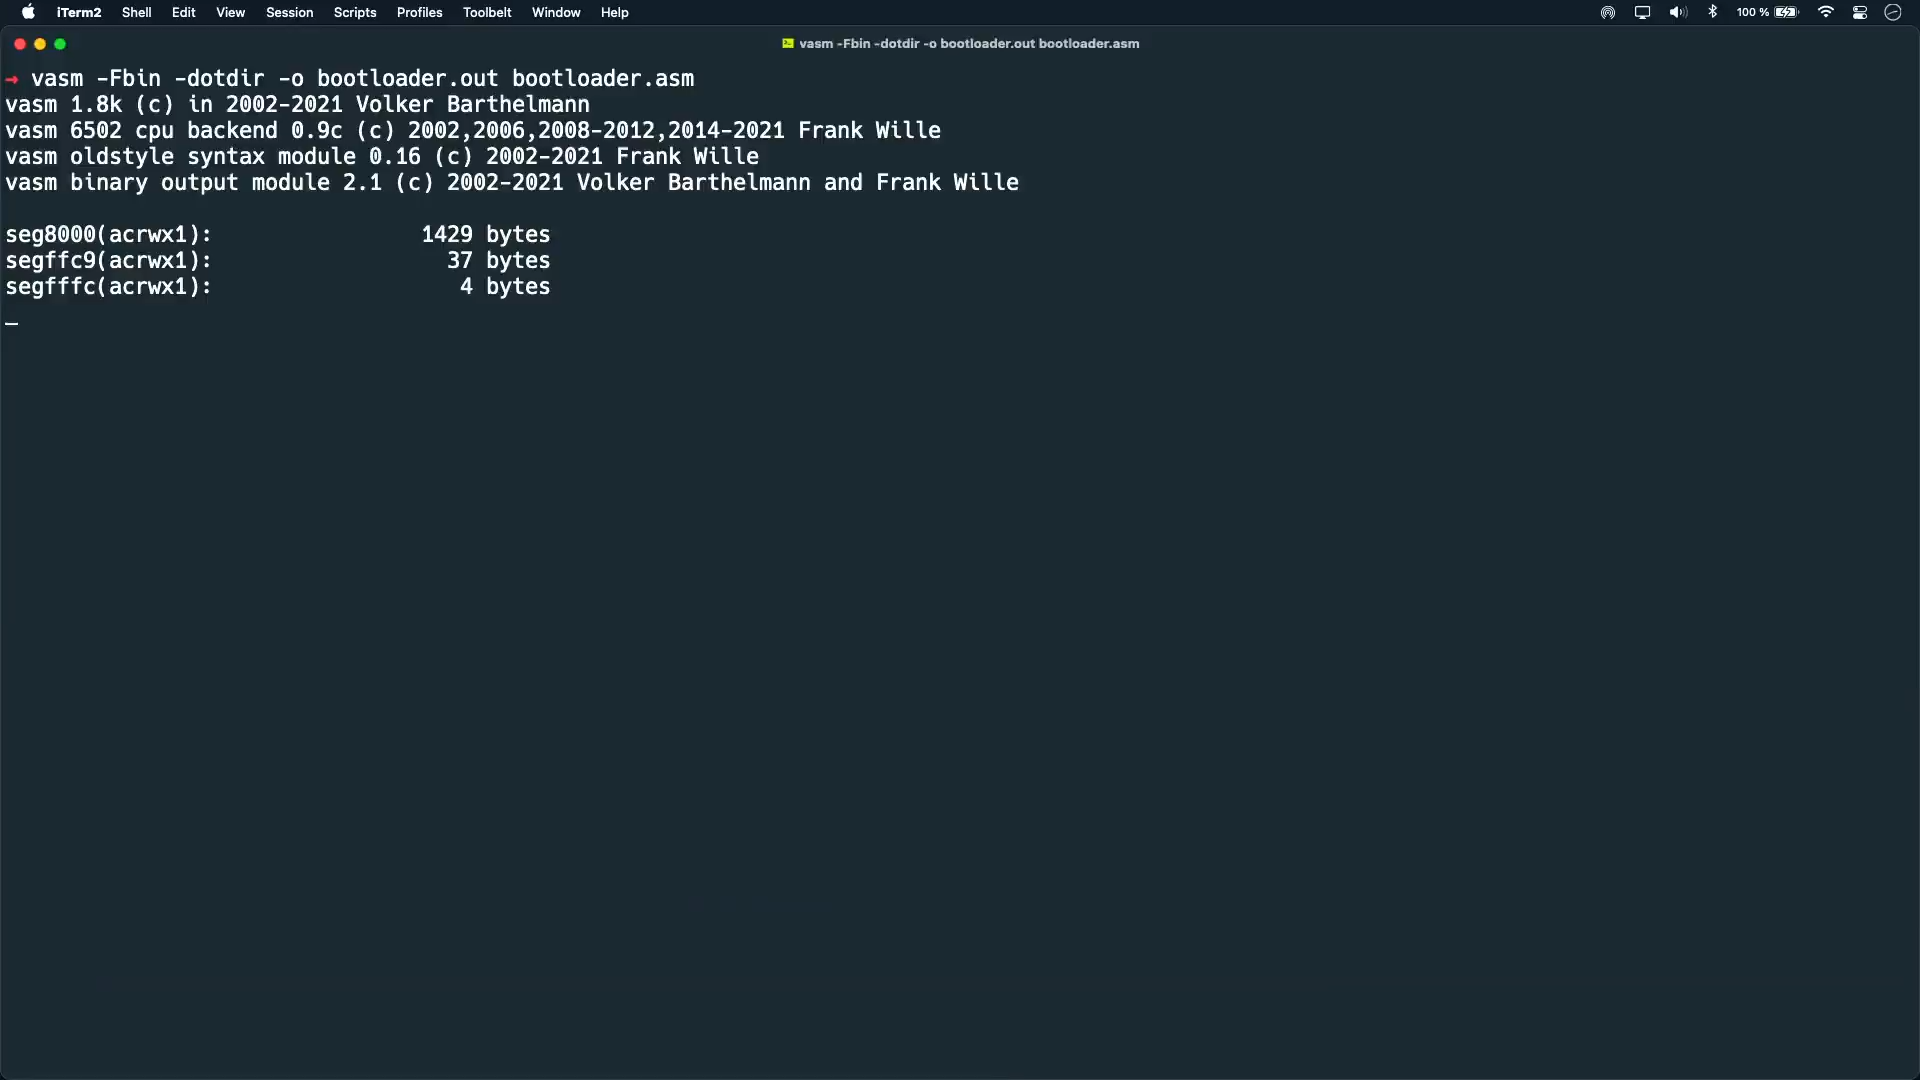 iTerm2 Shell Edit View Session Scripts Profiles Toolbelt Window Help 100 %
vasm -Fbin -dotdir -o bootloader.out bootloader.asm
→ vasm -Fbin -dotdir -o bootloader.out bootloader.asm
vasm 1.8k (c) in 2002-2021 Volker Barthelmann
vasm 6502 cpu backend 0.9c (c) 2002,2006,2008-2012,2014-2021 Frank Wille
vasm oldstyle syntax module 0.16 (c) 2002-2021 Frank Wille
vasm binary output module 2.1 (c) 2002-2021 Volker Barthelmann and Frank Wille
seg8000(acrwx1): 1429 bytes
segffc9(acrwx1): 37 bytes
segfffc(acrwx1): 4 bytes
_